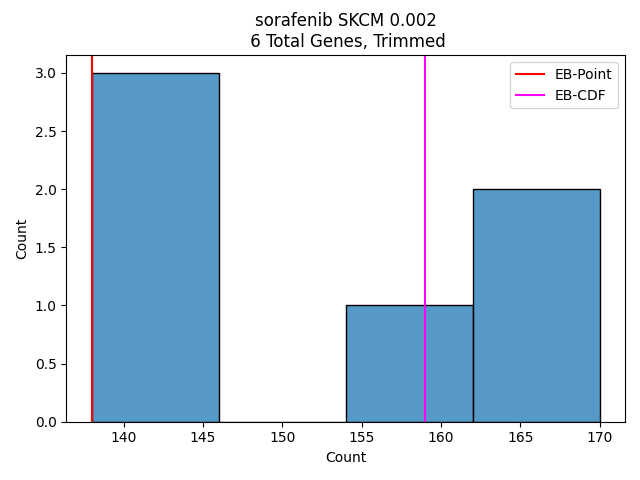 sorafenib SKCM 0.002
6 Total Genes, Trimmed
EB-Point
EB-CDF
Count
3.0
2.5
2.0
1.5
1.0
0.5
0.0
140
145
150
155
160
165
170
Count